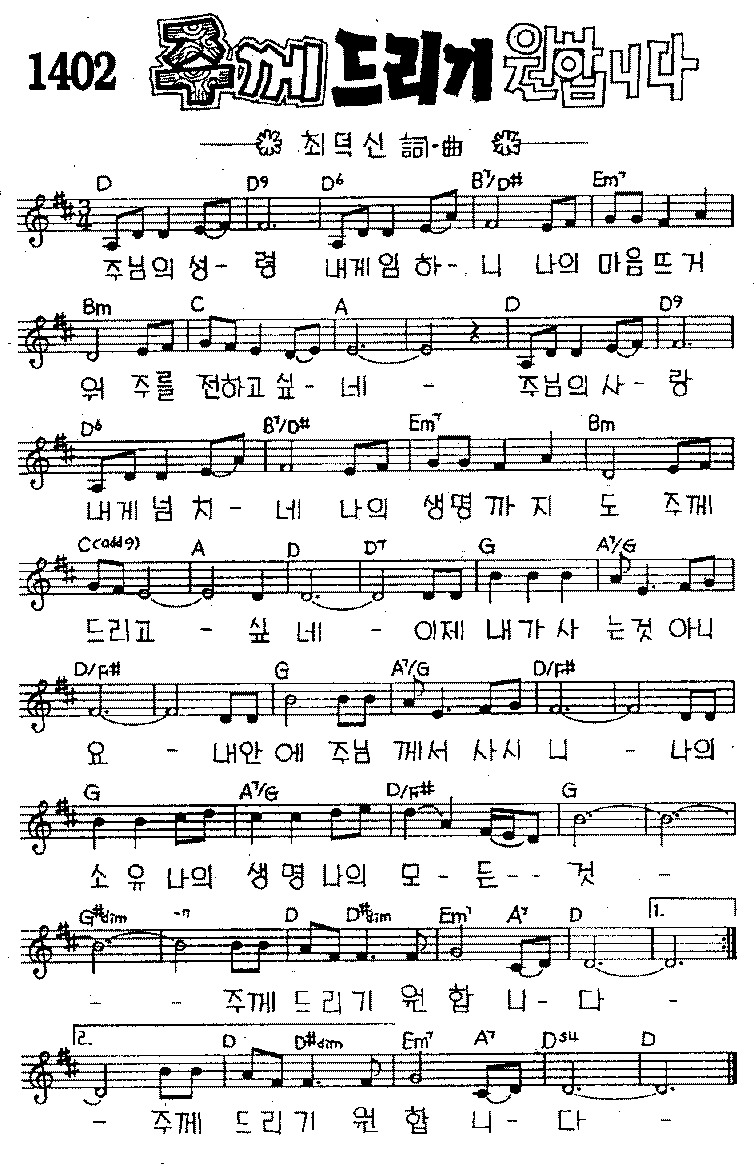 1402 주께 드리기 원합니다
최덕신 詞·曲
D D9 D6 B7/D# Em7
주님의 성- 령 내게임 하- 니 나의 마음뜨거
Bm C A D D9
워 주를 전하고 싶- 네 - 주님의 사- 랑
D6 B7/D# Em7 Bm
내게 넘 치- 네 나의 생명까지 도 주께
C(add9) A D D7 G A7/G
드리고 - 싶 네 - 이제 내가 사 는것 아니
D/F# G A7/G D/F#
요 - 내안에 주님 께서 사시 니 - 나의
G A7/G D/F# G
소 유 나의 생명 나의 모- 든-- 것 -
G#dim -7 D D#dim Em7 A7 D 1.
- - 주께 드리기 원 합 니- 다 -
2. D D#dim Em7 A7 Dsu4 D
- 주께 드리기 원 합 니- 다 -